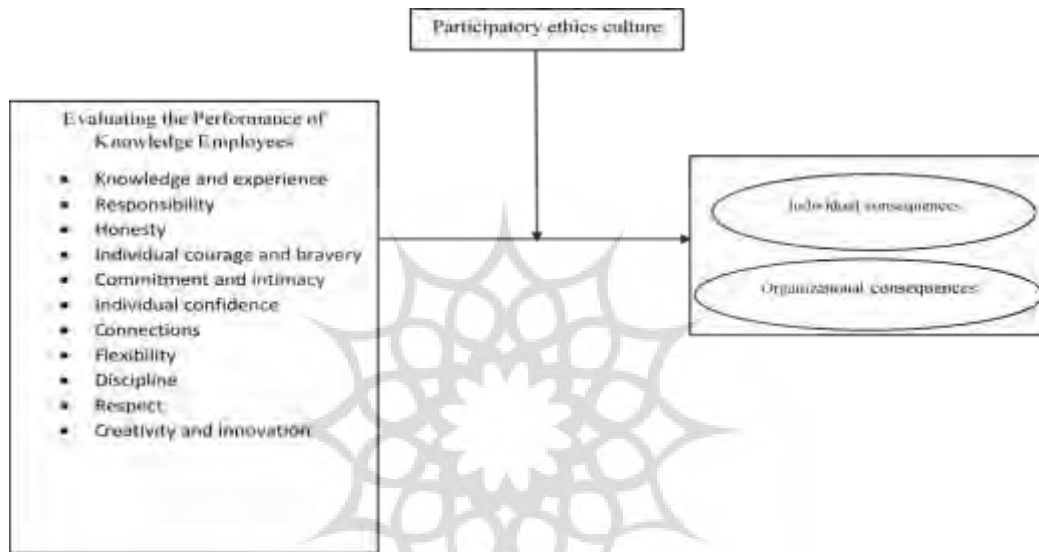 Participatory ethics culture
Evaluating the Performance of
Knowledge Employees
• Knowledge and experience
• Responsibility
• Honesty
• Individual courage and bravery
• Commitment and intimacy
• Individual confidence
• Connections
• Flexibility
• Discipline
• Respect
• Creativity and innovation
Individual consequences
Organizational consequences